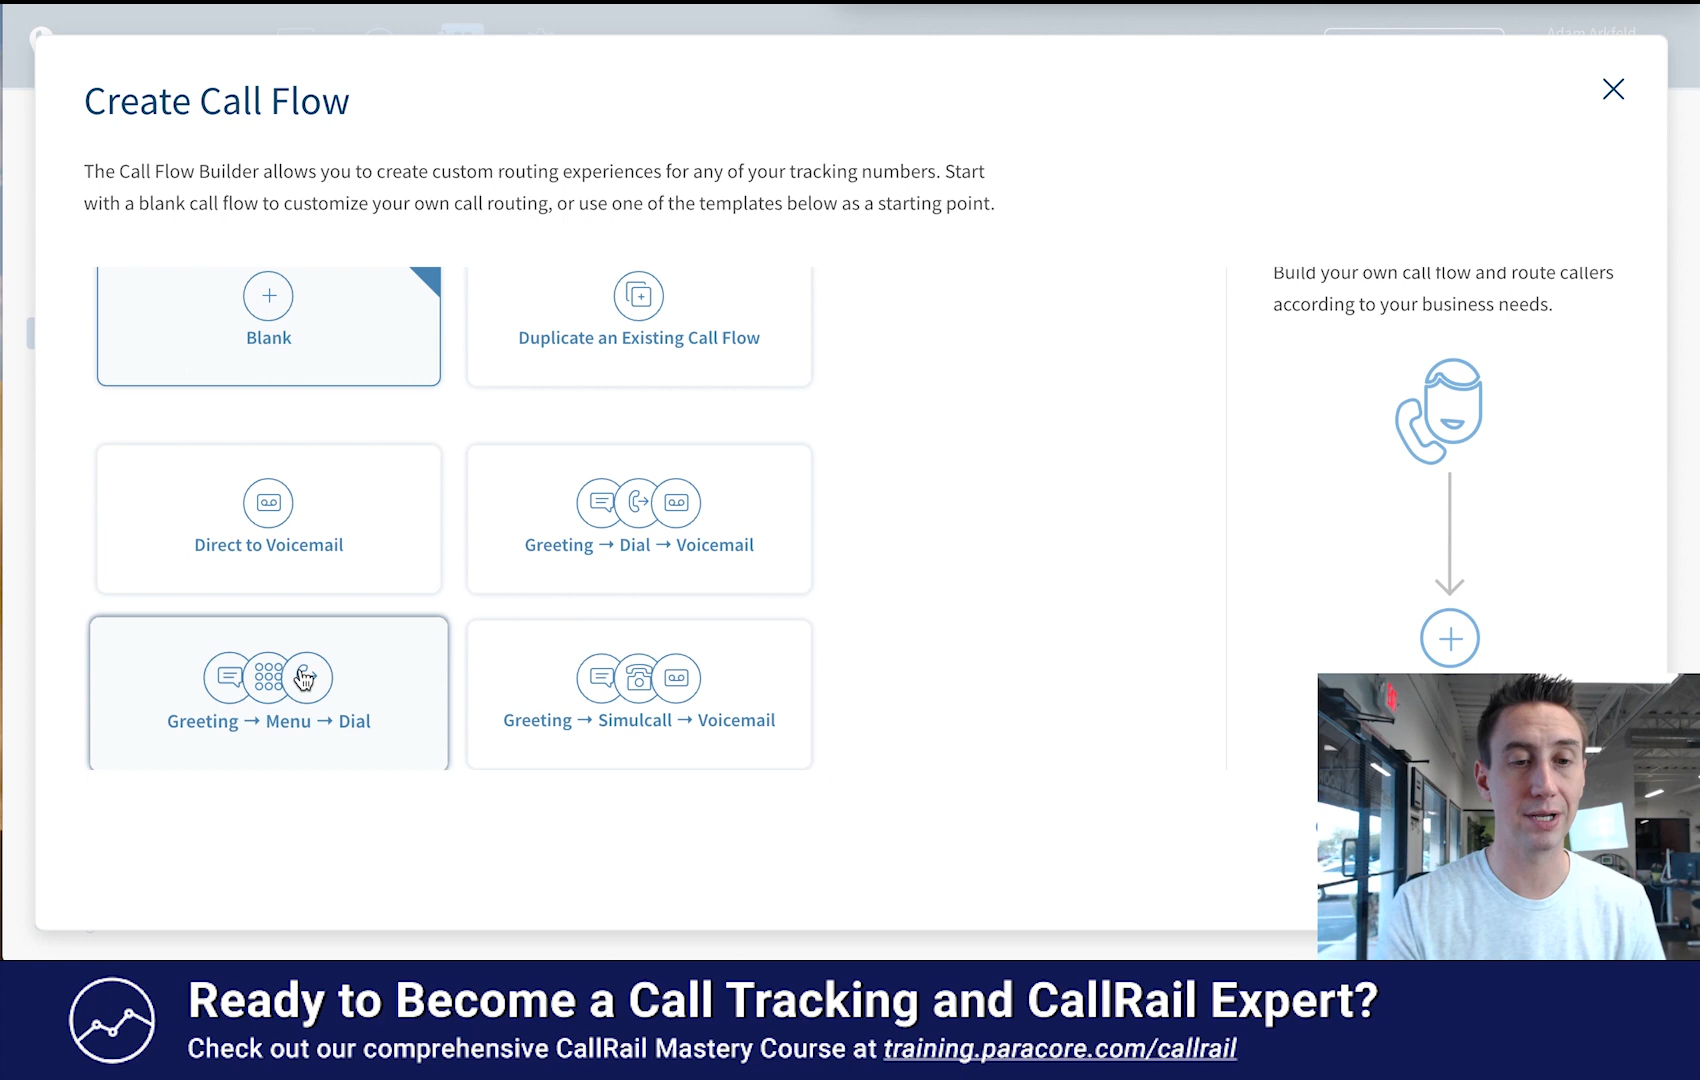 Adam Arkfeld
Create Call Flow
The Call Flow Builder allows you to create custom routing experiences for any of your tracking numbers. Start
with a blank call flow to customize your own call routing, or use one of the templates below as a starting point.
Blank
Duplicate an Existing Call Flow
Build your own call flow and route callers
according to your business needs.
Direct to Voicemail
Greeting → Dial → Voicemail
Greeting → Menu → Dial
Greeting → Simulcall → Voicemail
Ready to Become a Call Tracking and CallRail Expert?
Check out our comprehensive CallRail Mastery Course at training.paracore.com/callrail